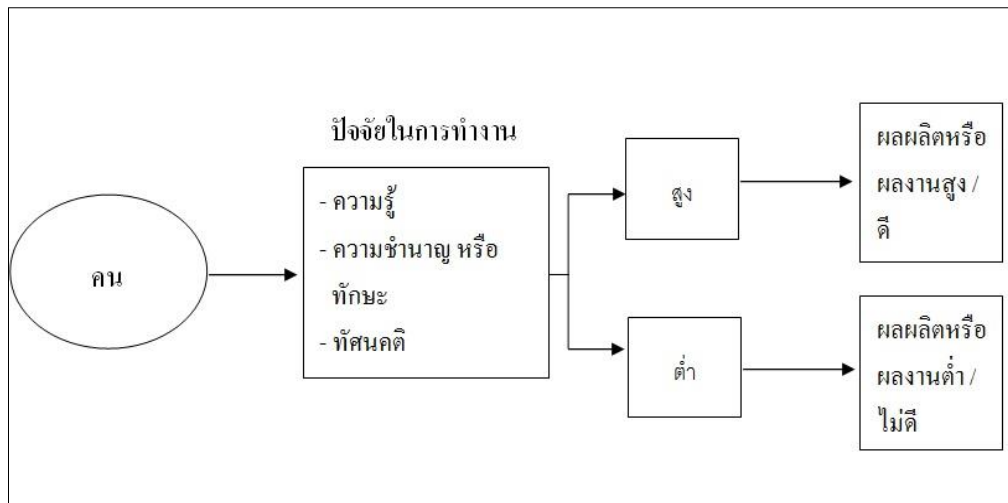 คน
ปัจจัยในการทำงาน
- ความรู้
- ความชำนาญ หรือ
ทักษะ
- ทัศนคติ
สูง
ผลผลิตหรือ
ผลงานสูง /
ดี
ต่ำ
ผลผลิตหรือ
ผลงานต่ำ /
ไม่ดี